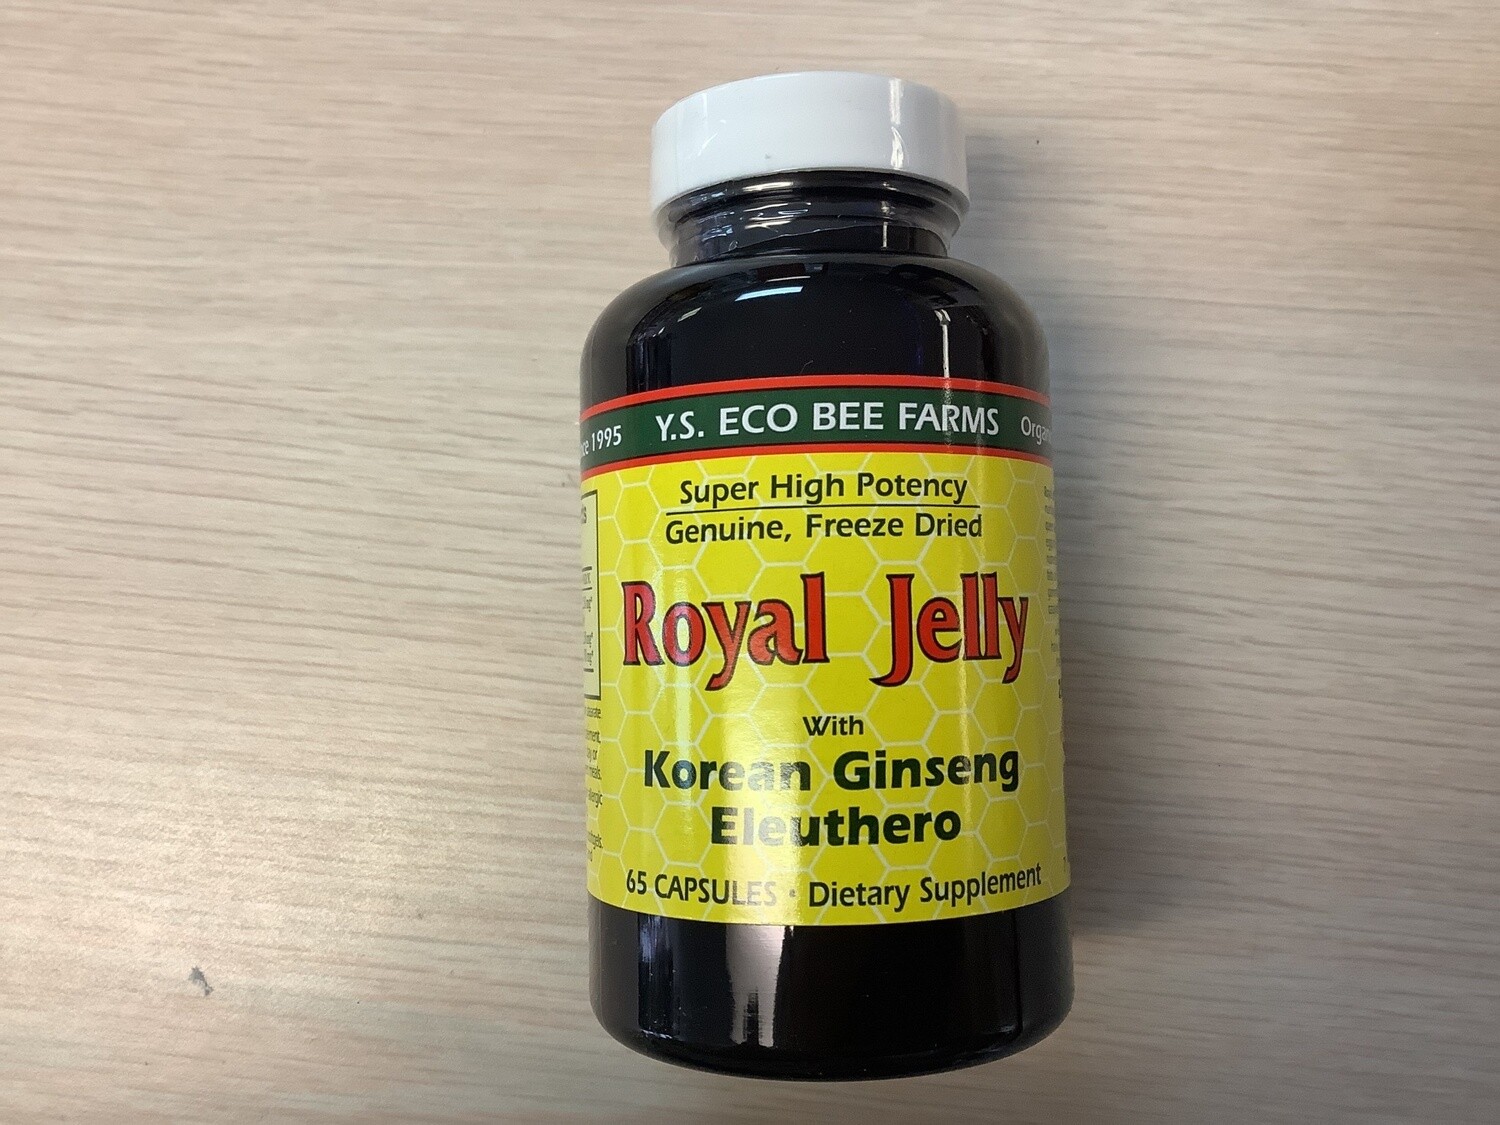 1995 Y.S. ECO BEE FARMS
Super High Potency
Genuine, Freeze Dried
Royal Jelly
With
Korean Ginseng
Eleuthero
65 CAPSULES · Dietary Supplement